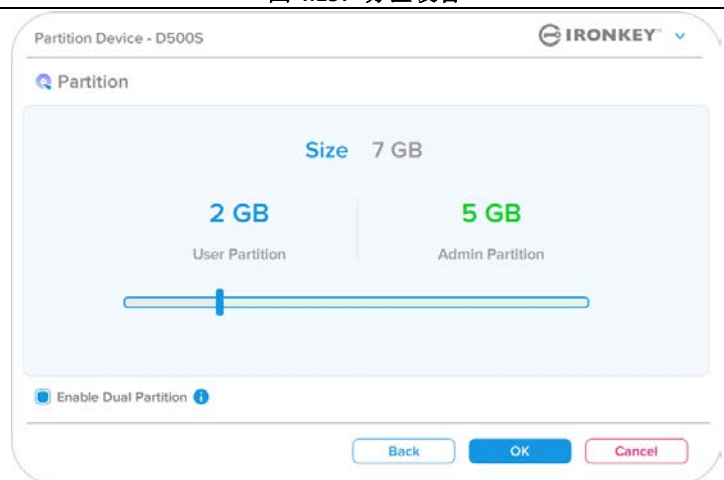 Partition Device - D500S
IRONKEY™
Partition
Size 7 GB
2 GB
5 GB
User Partition
Admin Partition
Enable Dual Partition
Back
OK
Cancel